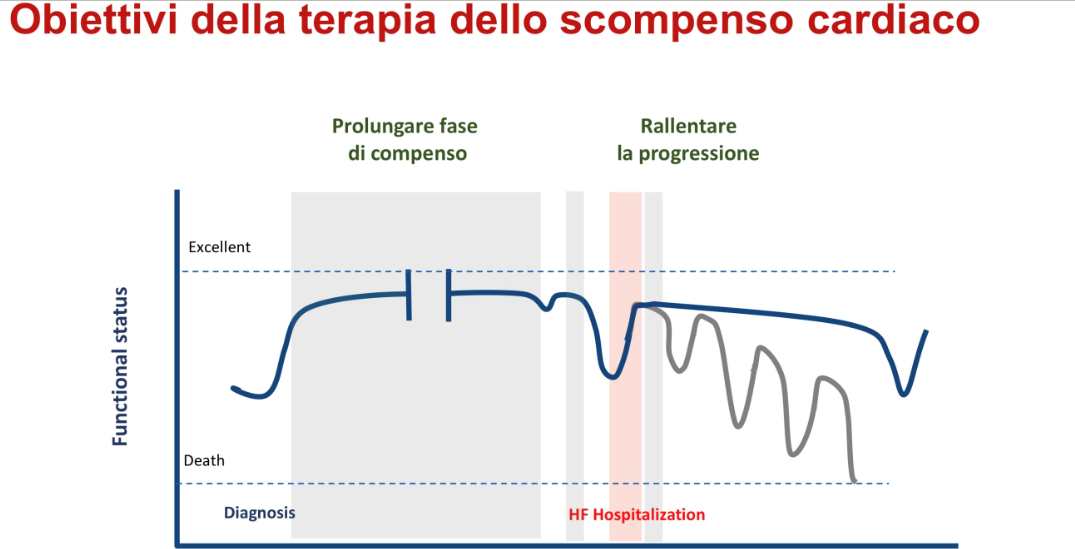 Obiettivi della terapia dello scompenso cardiaco
Prolungare fase
di compenso
Rallentare
la progressione
Excellent
Functional status
Death
Diagnosis
HF Hospitalization